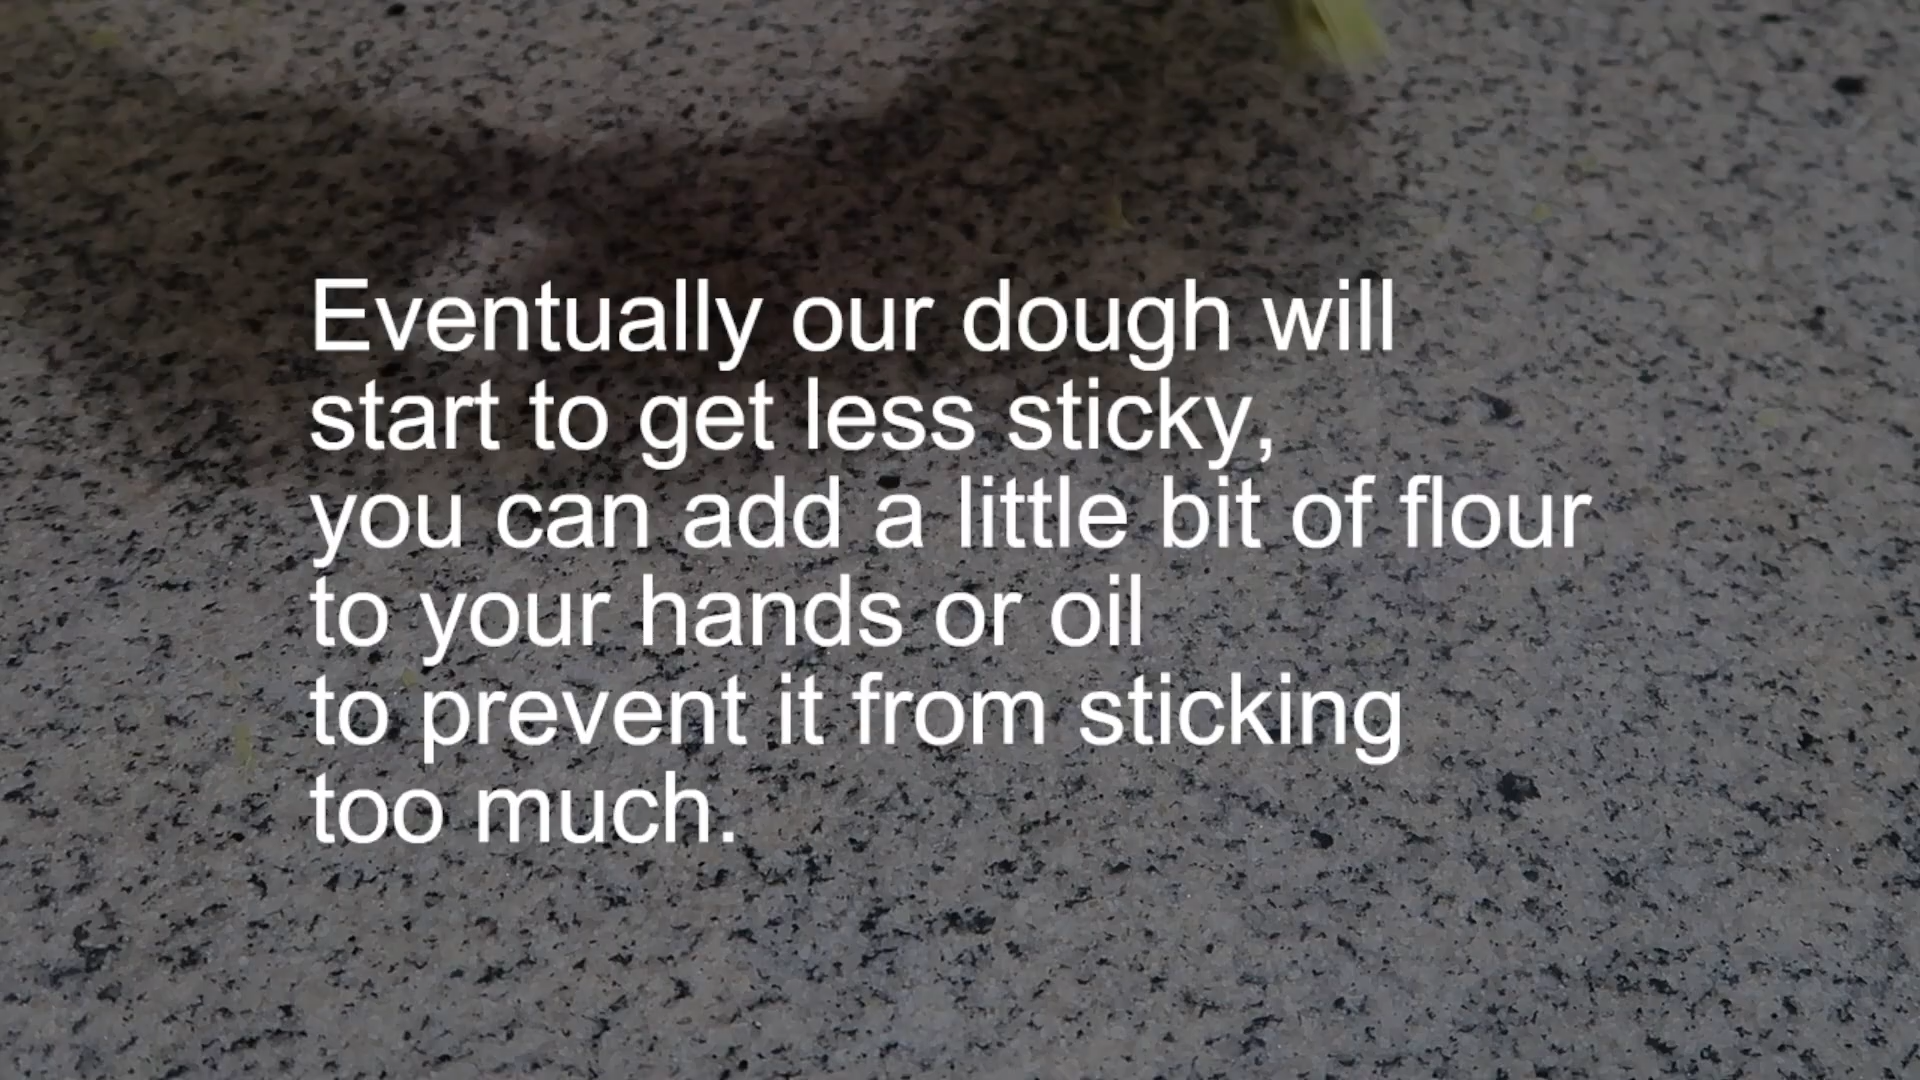 Eventually our dough will
start to get less sticky,
you can add a little bit of flour
to your hands or oil
to prevent it from sticking
too much.